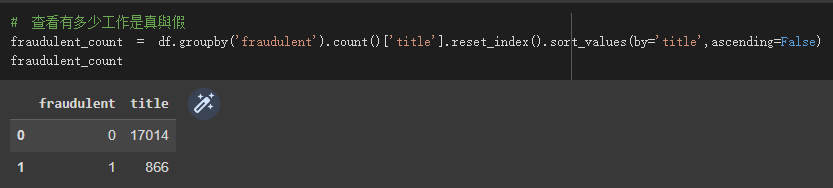 # 查看有多少工作是真與假
fraudulent_count = df.groupby('fraudulent').count()['title'].reset_index().sort_values(by='title',ascending=False)
fraudulent_count
fraudulent title
0 0 17014
1 1 866